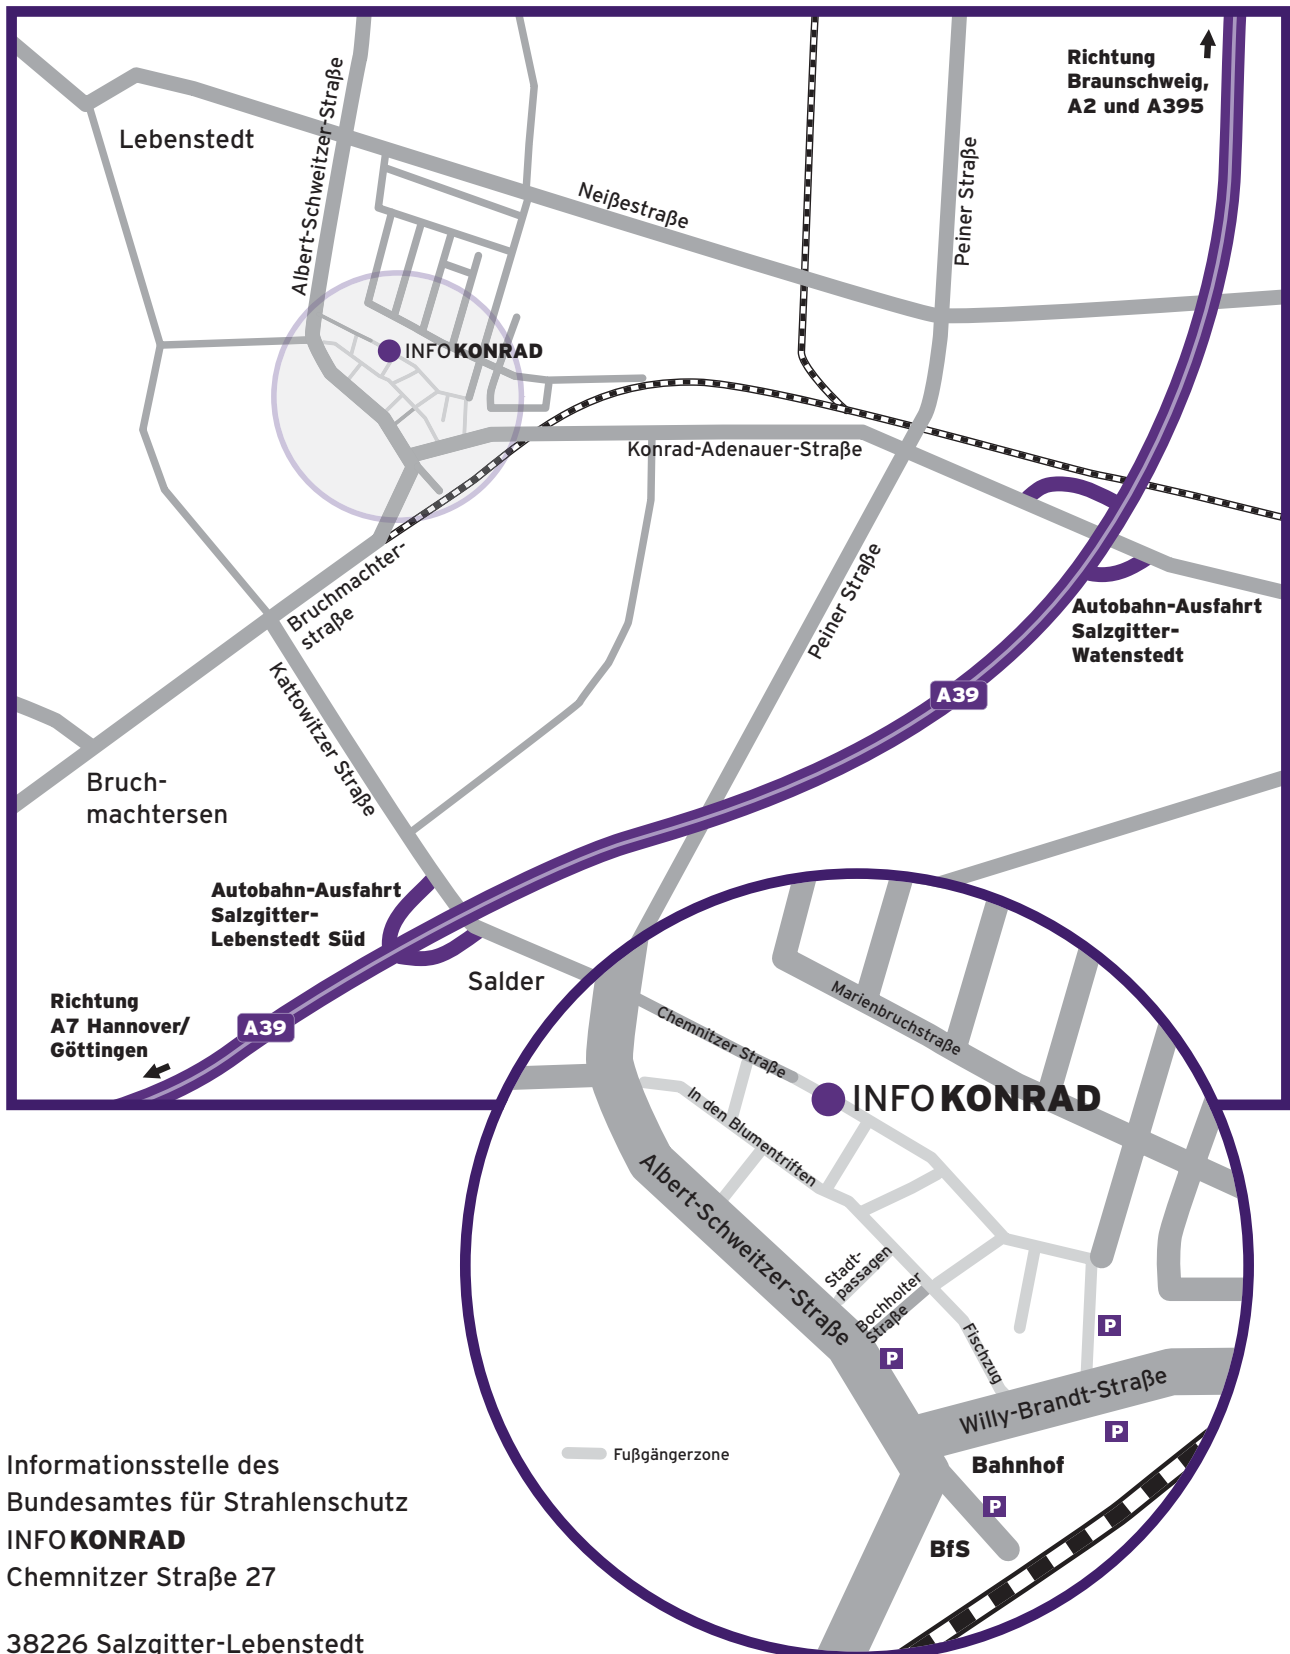 Richtung
Braunschweig,
A2 und A395
Lebenstedt
Albert-Schweitzer-Straße
Neißestraße
Peiner Straße
INFOKONRAD
Konrad-Adenauer-Straße
Bruchmachter-
straße
Peiner Straße
Autobahn-Ausfahrt
Salzgitter-
Watenstedt
A39
Kattowitzer Straße
Bruch-
machtersen
Autobahn-Ausfahrt
Salzgitter-
Lebenstedt Süd
Salder
Richtung
A7 Hannover/
Göttingen
A39
Marienbruchstraße
Chemnitzer Straße
INFOKONRAD
In den Blumentriften
Albert-Schweitzer-Straße
Stadt-
passagen
Bochholter
Straße
Fischzug
P
P
Willy-Brandt-Straße
P
Fußgängerzone
Bahnhof
P
BfS
Informationsstelle des
Bundesamtes für Strahlenschutz
INFOKONRAD
Chemnitzer Straße 27
38226 Salzgitter-Lebenstedt